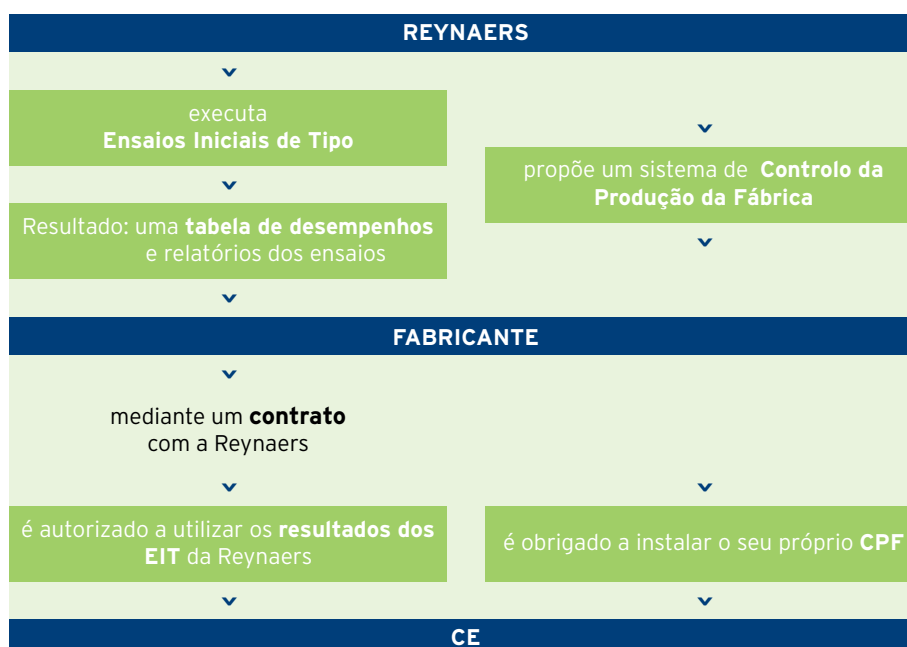 REYNAERS
executa
Ensaios Iniciais de Tipo
Resultado: uma tabela de desempenhos
e relatórios dos ensaios
propõe um sistema de Controlo da
Produção da Fábrica
FABRICANTE
mediante um contrato
com a Reynaers
é autorizado a utilizar os resultados dos
EIT da Reynaers
é obrigado a instalar o seu próprio CPF
CE